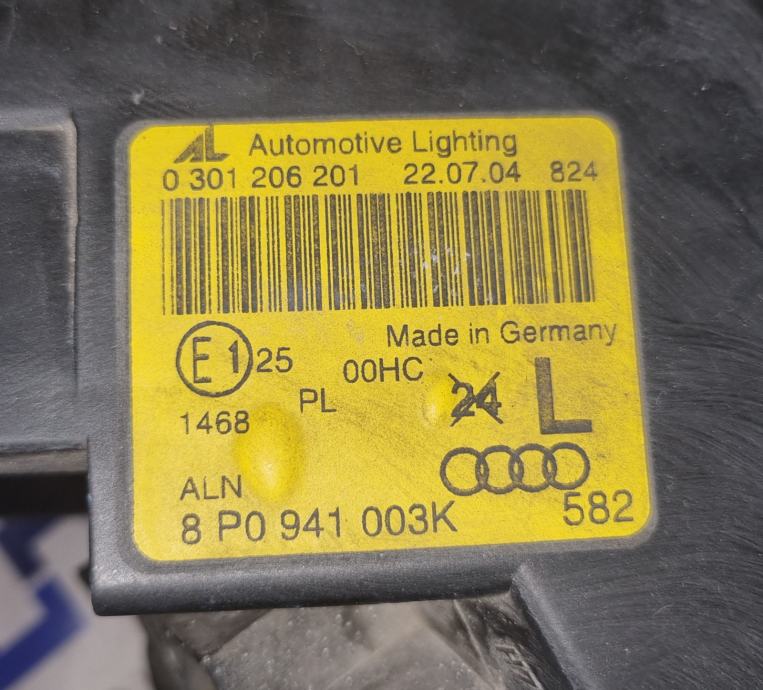 AL Automotive Lighting
0 301 206 201 22.07.04 824
Made in Germany
E1 25 00HC 24 L
1468 PL
ALN
8 P0 941 003K 582